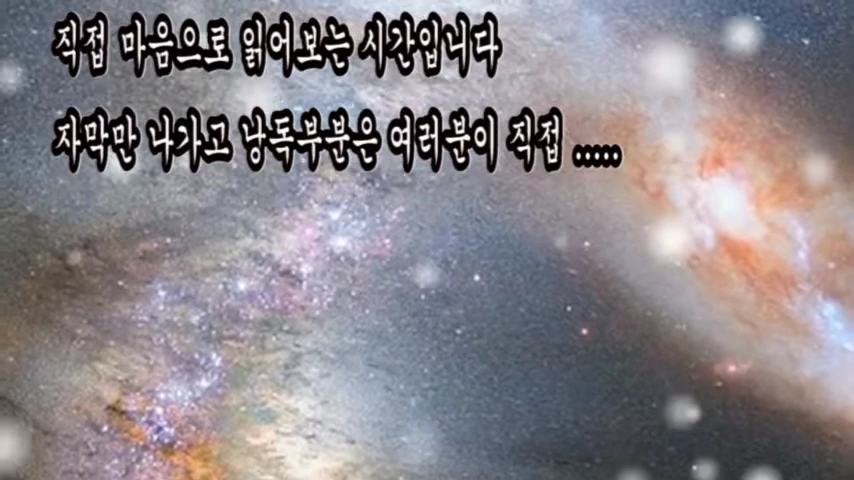 직접 마음으로 읽어보는 시간입니다
자막만 나가고 낭독부분은 여러분이 직접 .....